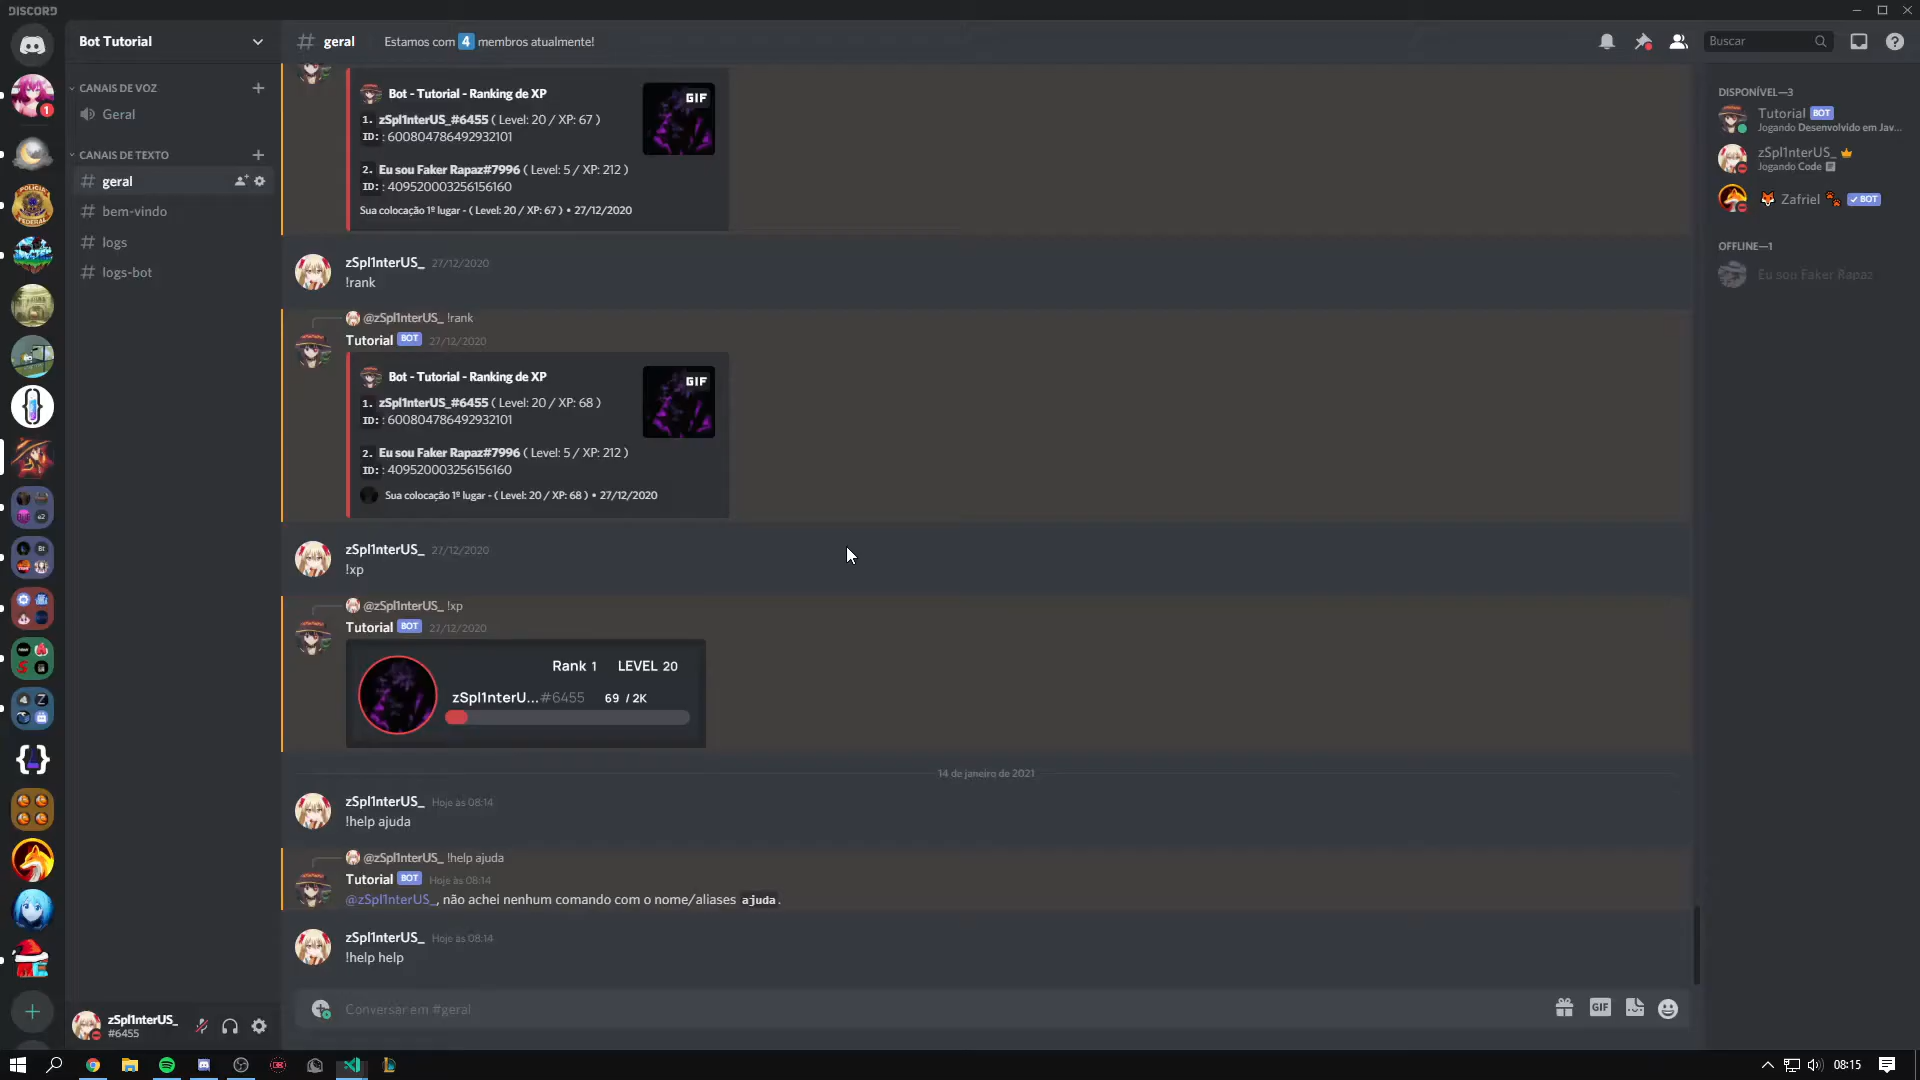 DISCORD
Bot Tutorial
geral
Estamos com 4 membros atualmente!
Buscar
CANAIS DE VOZ
Geral
CANAIS DE TEXTO
geral
bem-vindo
logs
logs-bot
Bot - Tutorial - Ranking de XP
GIF
1. zSpl1nterUS_#6455 ( Level: 20 / XP: 67 )
ID: : 600804786492932101
2. Eu sou Faker Rapaz#7996 ( Level: 5 / XP: 212 )
ID: : 409520003256156160
Sua colocação 1º lugar - ( Level: 20 / XP: 67 ) • 27/12/2020
zSpl1nterUS_ 27/12/2020
!rank
@zSpl1nterUS_ !rank
Tutorial BOT 27/12/2020
Bot - Tutorial - Ranking de XP
GIF
1. zSpl1nterUS_#6455 ( Level: 20 / XP: 68 )
ID: : 600804786492932101
2. Eu sou Faker Rapaz#7996 ( Level: 5 / XP: 212 )
ID: : 409520003256156160
Sua colocação 1º lugar - ( Level: 20 / XP: 68 ) • 27/12/2020
zSpl1nterUS_ 27/12/2020
!xp
@zSpl1nterUS_ !xp
Tutorial BOT 27/12/2020
Rank 1 LEVEL 20
zSpl1nterU...#6455 69 / 2K
14 de janeiro de 2021
zSpl1nterUS_ Hoje às 08:14
!help ajuda
@zSpl1nterUS_ !help ajuda
Tutorial BOT Hoje às 08:14
@zSpl1nterUS_, não achei nenhum comando com o nome/aliases ajuda.
zSpl1nterUS_ Hoje às 08:14
!help help
Conversar em #geral
GIF
DISPONÍVEL—3
Tutorial BOT
Jogando Desenvolvido em Jav...
zSpl1nterUS_
Jogando Code
Zafriel BOT
OFFLINE—1
Eu sou Faker Rapaz
zSpl1nterUS_
#6455
1
08:15